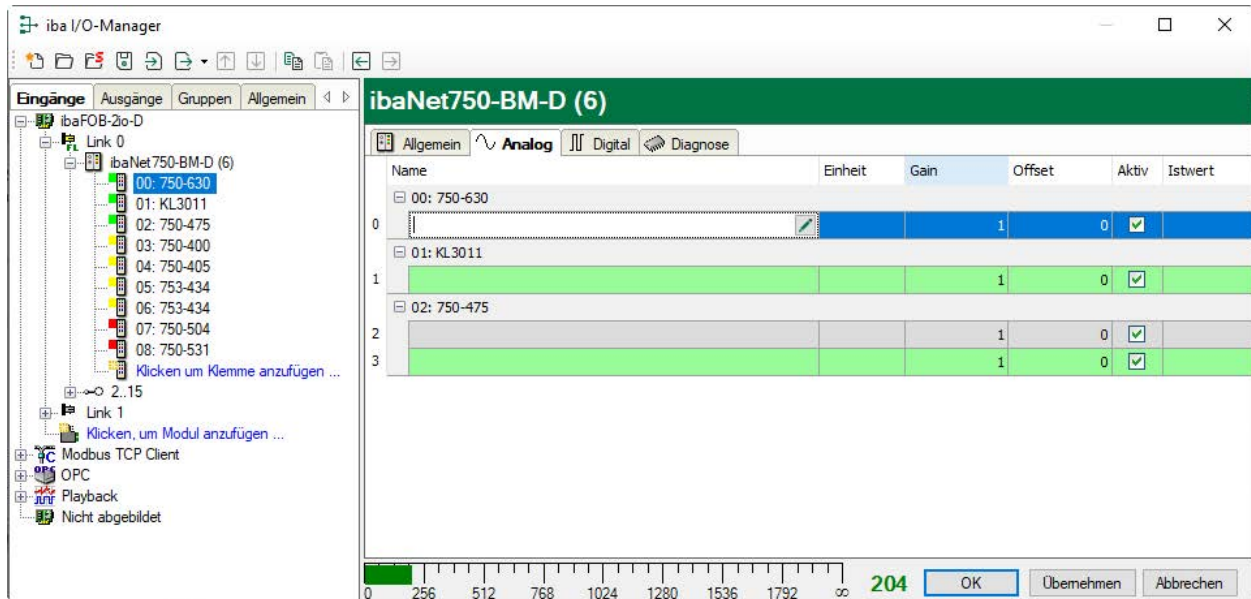 iba I/O-Manager
Eingänge Ausgänge Gruppen Allgemein
ibaFOB-2io-D
Link 0
ibaNet750-BM-D (6)
00: 750-630
01: KL3011
02: 750-475
03: 750-400
04: 750-405
05: 753-434
06: 753-434
07: 750-504
08: 750-531
Klicken um Klemme anzufügen ...
2..15
Link 1
Klicken, um Modul anzufügen ...
Modbus TCP Client
OPC
Playback
Nicht abgebildet
ibaNet750-BM-D (6)
Allgemein Analog Digital Diagnose
Name Einheit Gain Offset Aktiv Istwert
00: 750-630
0 1 0
01: KL3011
1 1 0
02: 750-475
2 1 0
3 1 0
0 256 512 768 1024 1280 1536 1792 ∞ 204 OK Übernehmen Abbrechen